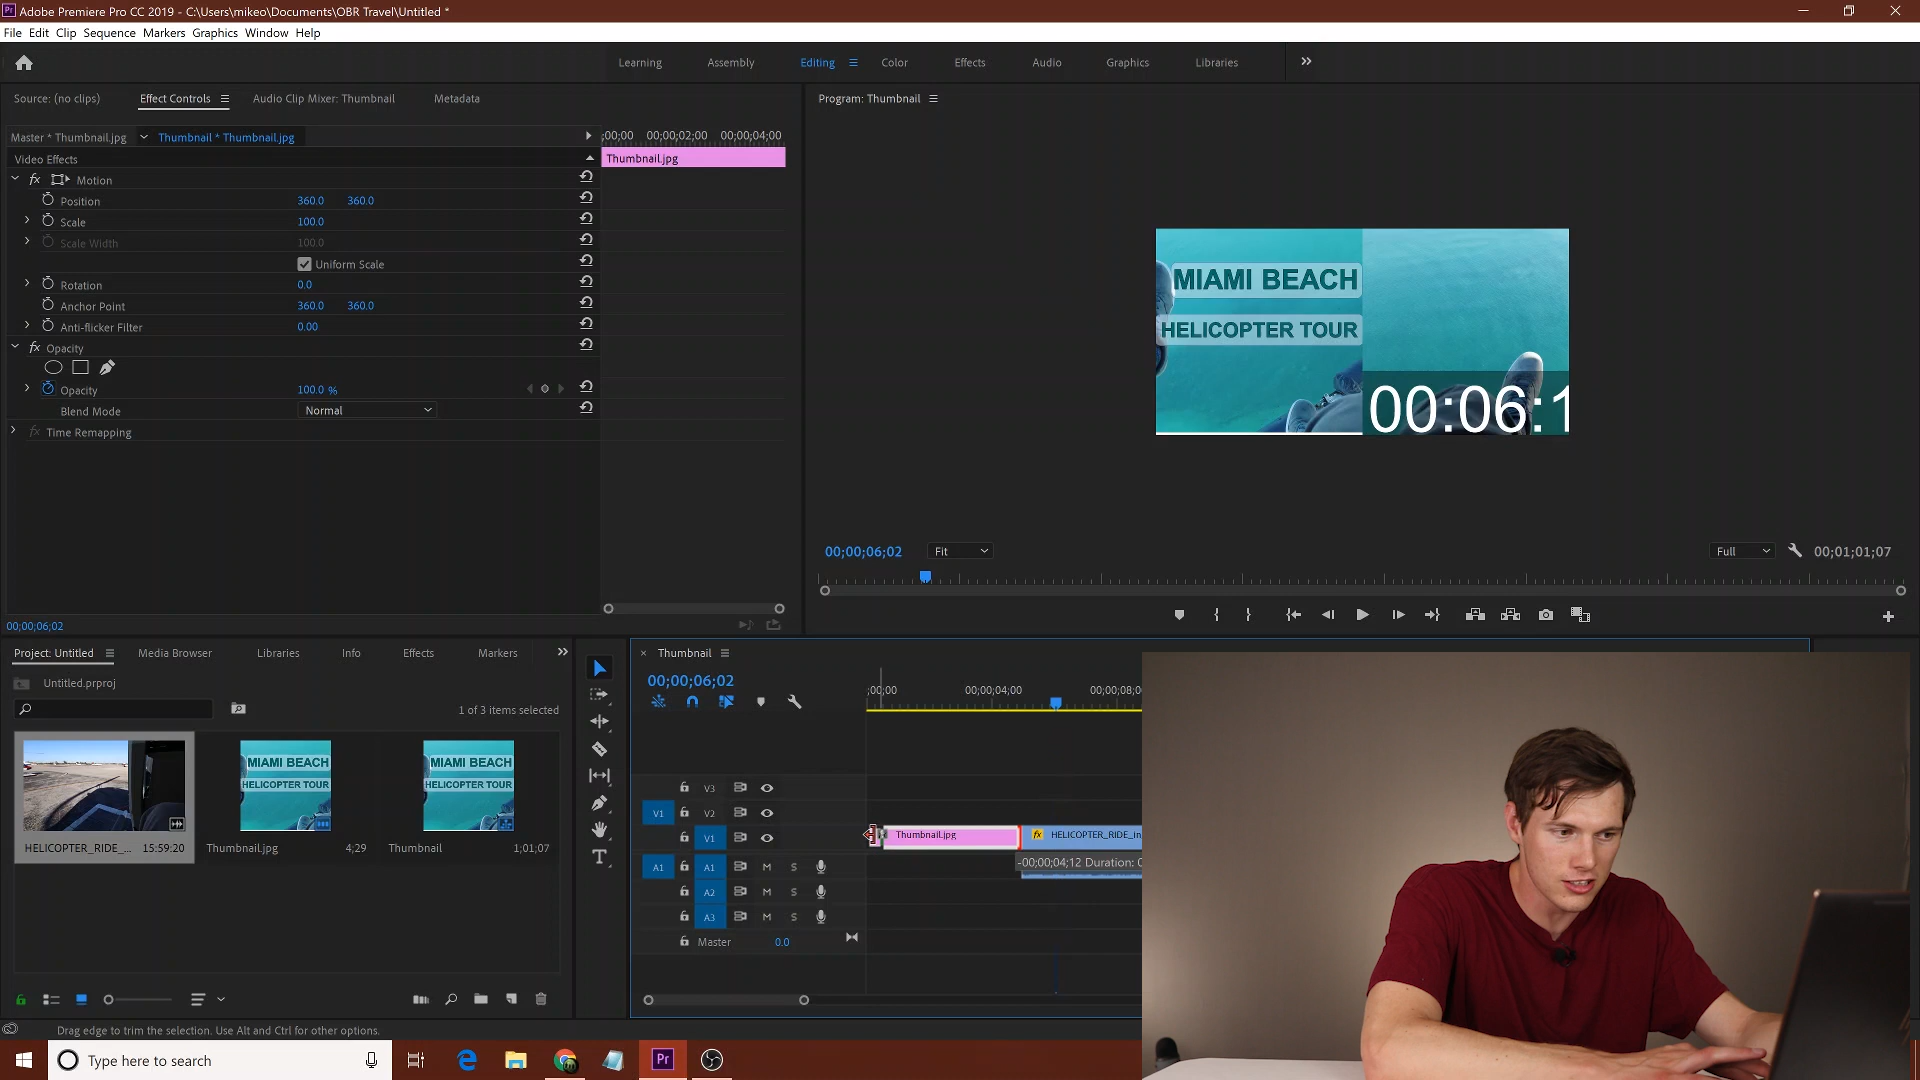 Adobe Premiere Pro CC 2019 - C:\Users\mikeo\Documents\OBR Travel\Untitled *
File Edit Clip Sequence Markers Graphics Window Help
Learning Assembly Editing Color Effects Audio Graphics Libraries
Source: (no clips) Effect Controls Audio Clip Mixer: Thumbnail Metadata
Program: Thumbnail
Master * Thumbnail.jpg Thumbnail * Thumbnail.jpg
;00;00 00;00;02;00 00;00;04;00
Video Effects
Thumbnail.jpg
fx Motion
Position 360.0 360.0
Scale 100.0
Scale Width 100.0
Uniform Scale
Rotation 0.0
Anchor Point 360.0 360.0
Anti-flicker Filter 0.00
fx Opacity
Opacity 100.0 %
Blend Mode Normal
fx Time Remapping
MIAMI BEACH
HELICOPTER TOUR
00:06:1
00;00;06;02 Fit Full 00;01;01;07
00;00;06;02
Project: Untitled Media Browser Libraries Info Effects Markers
Untitled.prproj
1 of 3 items selected
MIAMI BEACH
HELICOPTER TOUR
MIAMI BEACH
HELICOPTER TOUR
HELICOPTER_RIDE_... 15:59:20
Thumbnail.jpg 4;29
Thumbnail 1;01;07
Thumbnail
00;00;06;02
;00;00 00;00;04;00 00;00;08;
V3
V1 V2
V1 Thumbnail.jpg fx HELICOPTER_RIDE_in
-00;00;04;12 Duration: 0
A1 A1 M S
A2 M S
A3 M S
Master 0.0
Drag edge to trim the selection. Use Alt and Ctrl for other options.
Type here to search
Pr